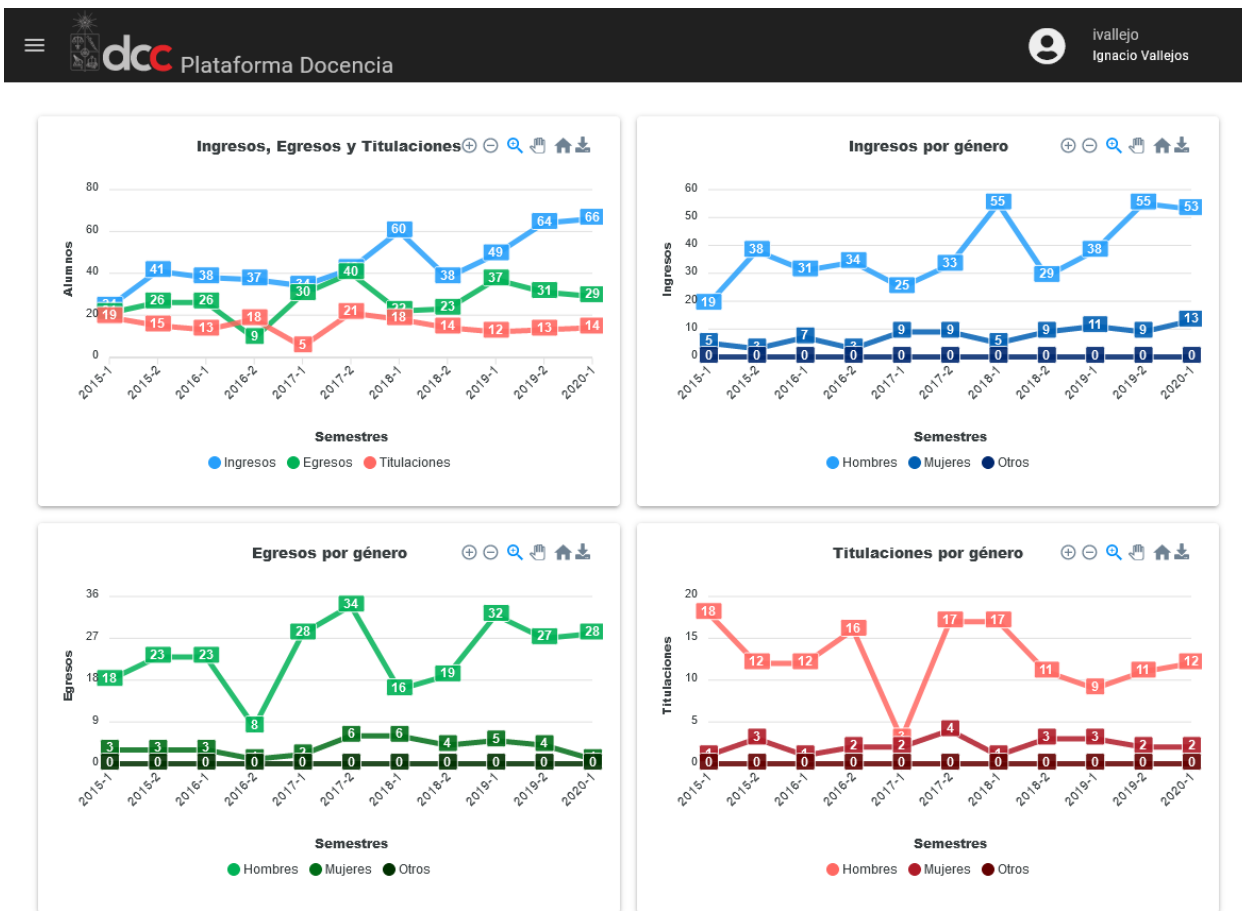 dcc Plataforma Docencia
ivallejo
Ignacio Vallejos
Ingresos, Egresos y Titulaciones
80
60
40
20
0
Alumnos
41 38 37 60 38 49 64 66
26 26 9 30 40 23 37 31 29
19 15 13 18 5 21 18 14 12 13 14
2015-1 2015-2 2016-1 2016-2 2017-1 2017-2 2018-1 2018-2 2019-1 2019-2 2020-1
Semestres
Ingresos Egresos Titulaciones
Ingresos por género
60
50
40
30
20
10
0
Ingresos
19 38 31 34 25 33 55 29 38 55 53
5 7 9 9 5 9 11 9 13
0 0 0 0 0 0 0 0 0 0 0
2015-1 2015-2 2016-1 2016-2 2017-1 2017-2 2018-1 2018-2 2019-1 2019-2 2020-1
Semestres
Hombres Mujeres Otros
Egresos por género
36
27
18
9
0
Egresos
18 23 23 8 28 34 16 19 32 27 28
3 3 3 6 6 4 5 4
0 0 0 0 0 0 0 0 0 0 0
2015-1 2015-2 2016-1 2016-2 2017-1 2017-2 2018-1 2018-2 2019-1 2019-2 2020-1
Semestres
Hombres Mujeres Otros
Titulaciones por género
20
15
10
5
0
Titulaciones
18 12 12 16 17 17 11 9 11 12
3 2 2 4 3 3 2 2
0 0 0 0 0 0 0 0 0 0 0
2015-1 2015-2 2016-1 2016-2 2017-1 2017-2 2018-1 2018-2 2019-1 2019-2 2020-1
Semestres
Hombres Mujeres Otros